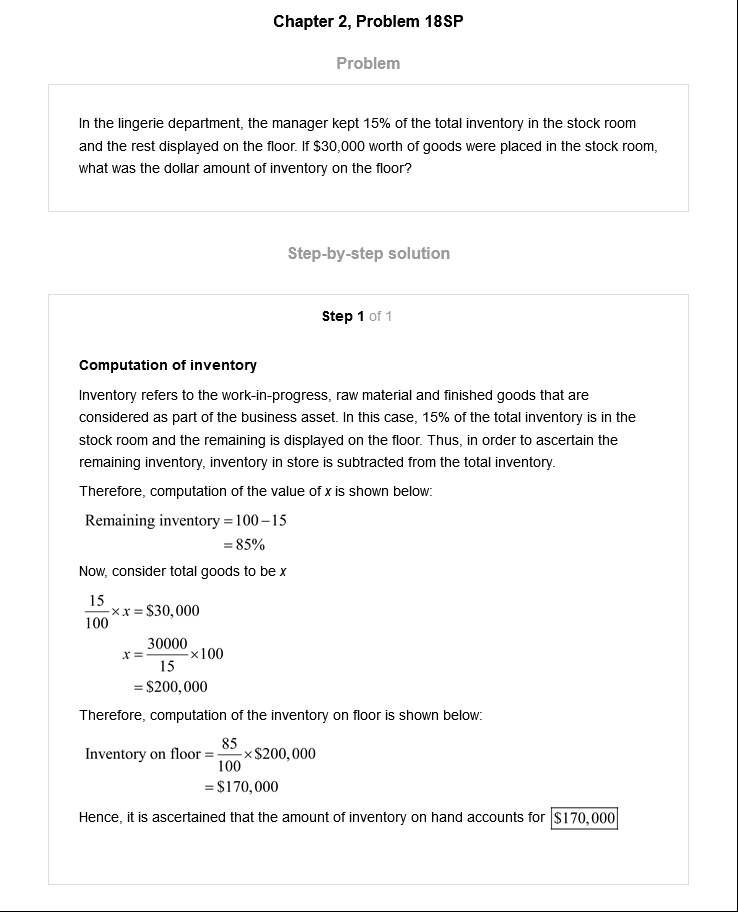 Chapter 2, Problem 18SP
Problem
In the lingerie department, the manager kept 15% of the total inventory in the stock room
and the rest displayed on the floor. If $30,000 worth of goods were placed in the stock room,
what was the dollar amount of inventory on the floor?
Step-by-step solution
Step 1 of 1
Computation of inventory
Inventory refers to the work-in-progress, raw material and finished goods that are
considered as part of the business asset. In this case, 15% of the total inventory is in the
stock room and the remaining is displayed on the floor. Thus, in order to ascertain the
remaining inventory, inventory in store is subtracted from the total inventory.
Therefore, computation of the value of x is shown below:
Remaining inventory = 100 – 15
= 85%
Now, consider total goods to be x
15/100 × x = $30,000
x = 30000/15 × 100
= $200,000
Therefore, computation of the inventory on floor is shown below:
Inventory on floor = 85/100 × $200,000
= $170,000
Hence, it is ascertained that the amount of inventory on hand accounts for $170,000